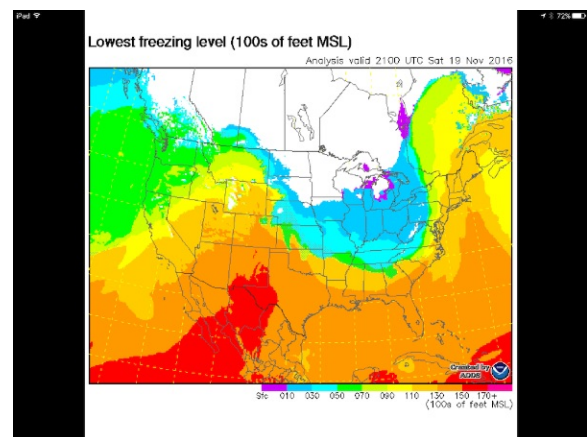 iPad
72%
Lowest freezing level (100s of feet MSL)
Analysis valid 2100 UTC Sat 19 Nov 2016
Created by
ADDS
Sfc 010 030 050 070 090 110 130 150 170+
(100s of feet MSL)